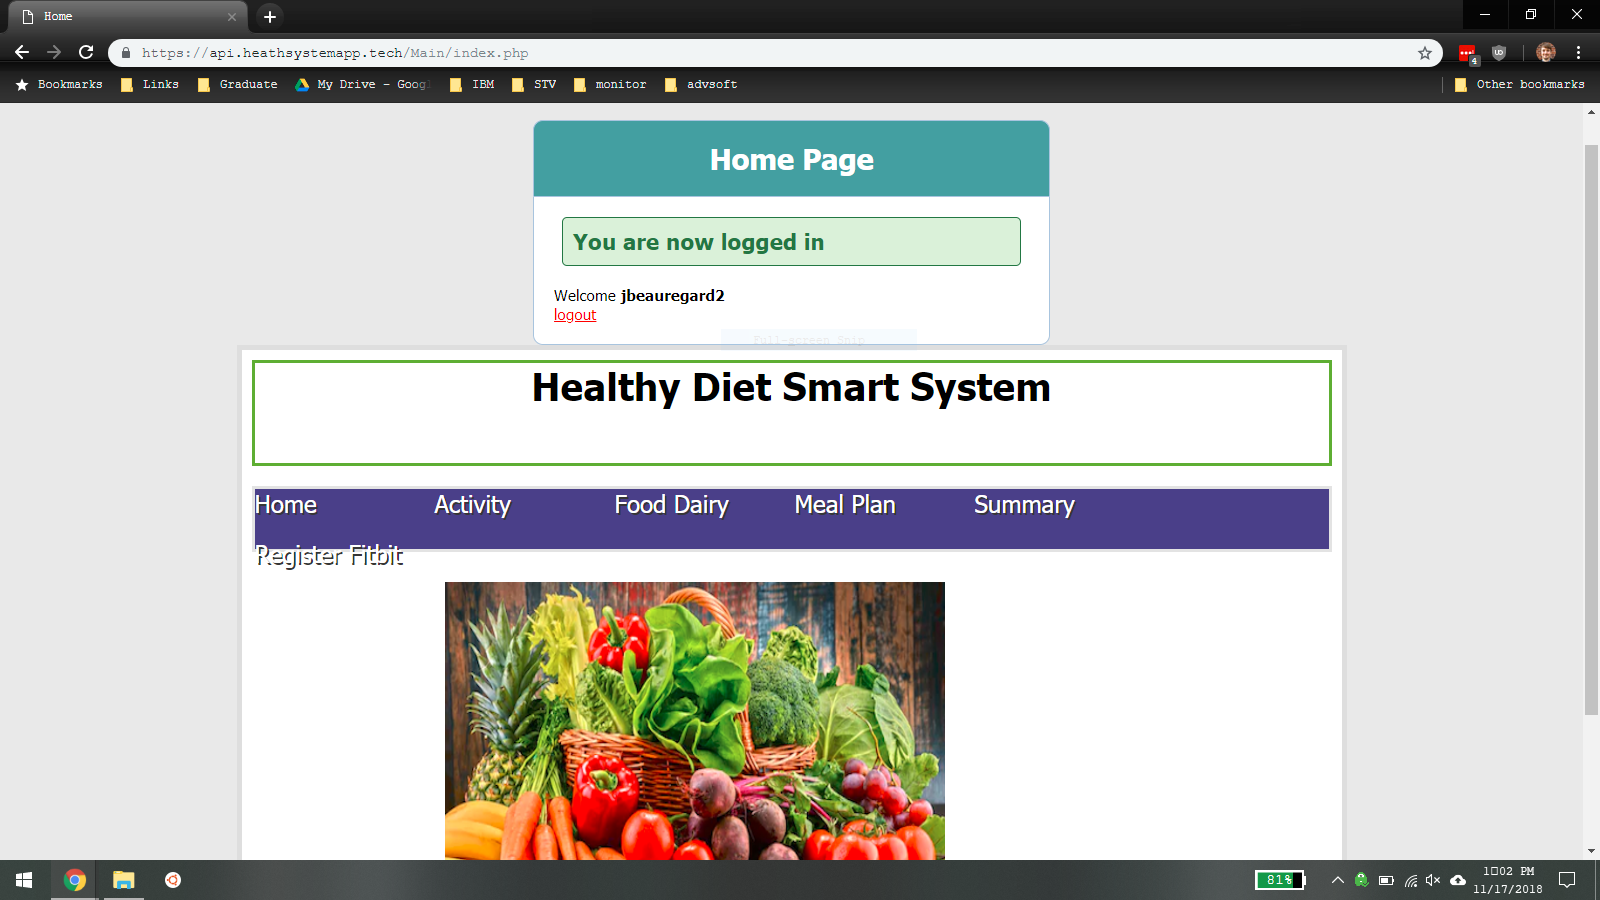 Home
https://api.heathsystemapp.tech/Main/index.php
4
Bookmarks Links Graduate My Drive – Goog IBM STV monitor advsoft Other bookmarks
Home Page
You are now logged in
Welcome jbeauregard2
logout
Full-screen Snip
Healthy Diet Smart System
Home Activity Food Dairy Meal Plan Summary
Register Fitbit
81%
1▯02 PM
11/17/2018